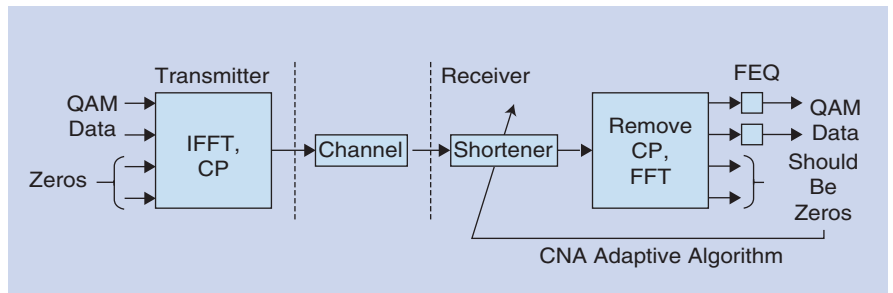 Transmitter
Receiver
FEQ
QAM
Data
Zeros
IFFT,
CP
Channel
Shortener
Remove
CP,
FFT
QAM
Data
Should
Be
Zeros
CNA Adaptive Algorithm